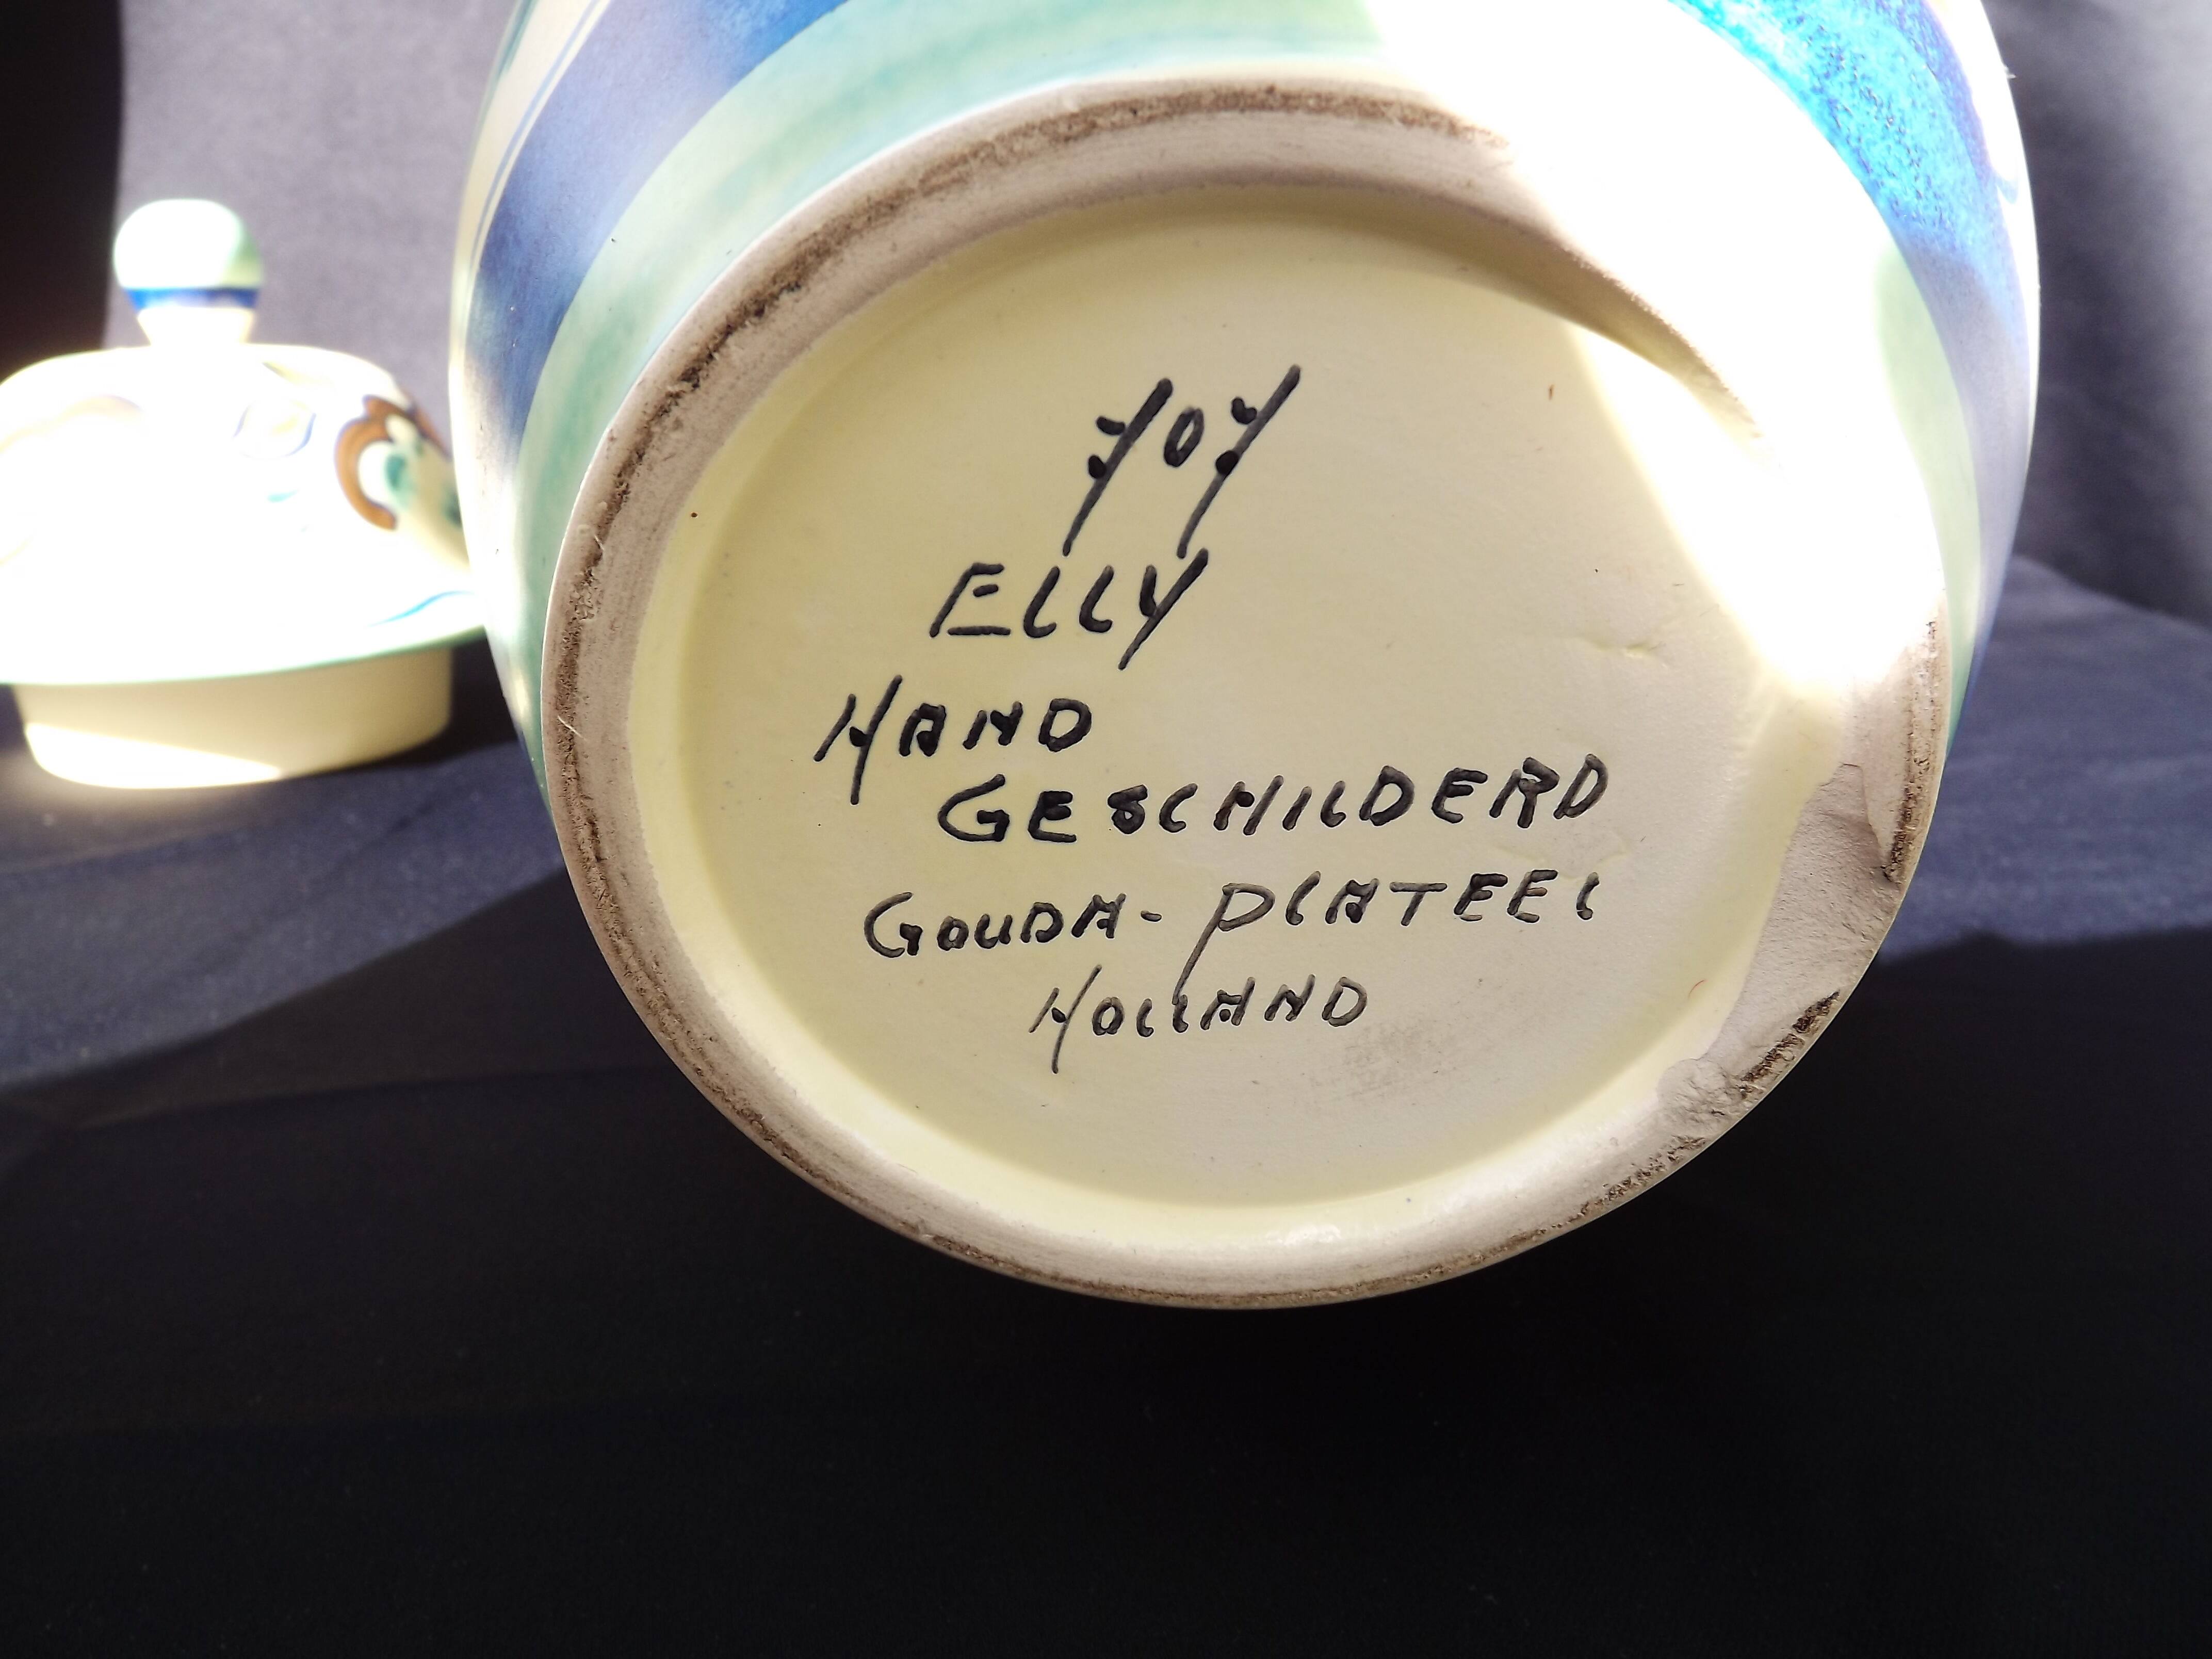 707
ELLY
HAND
GESCHILDERD
GOUDA-PLATEEL
HOLLAND